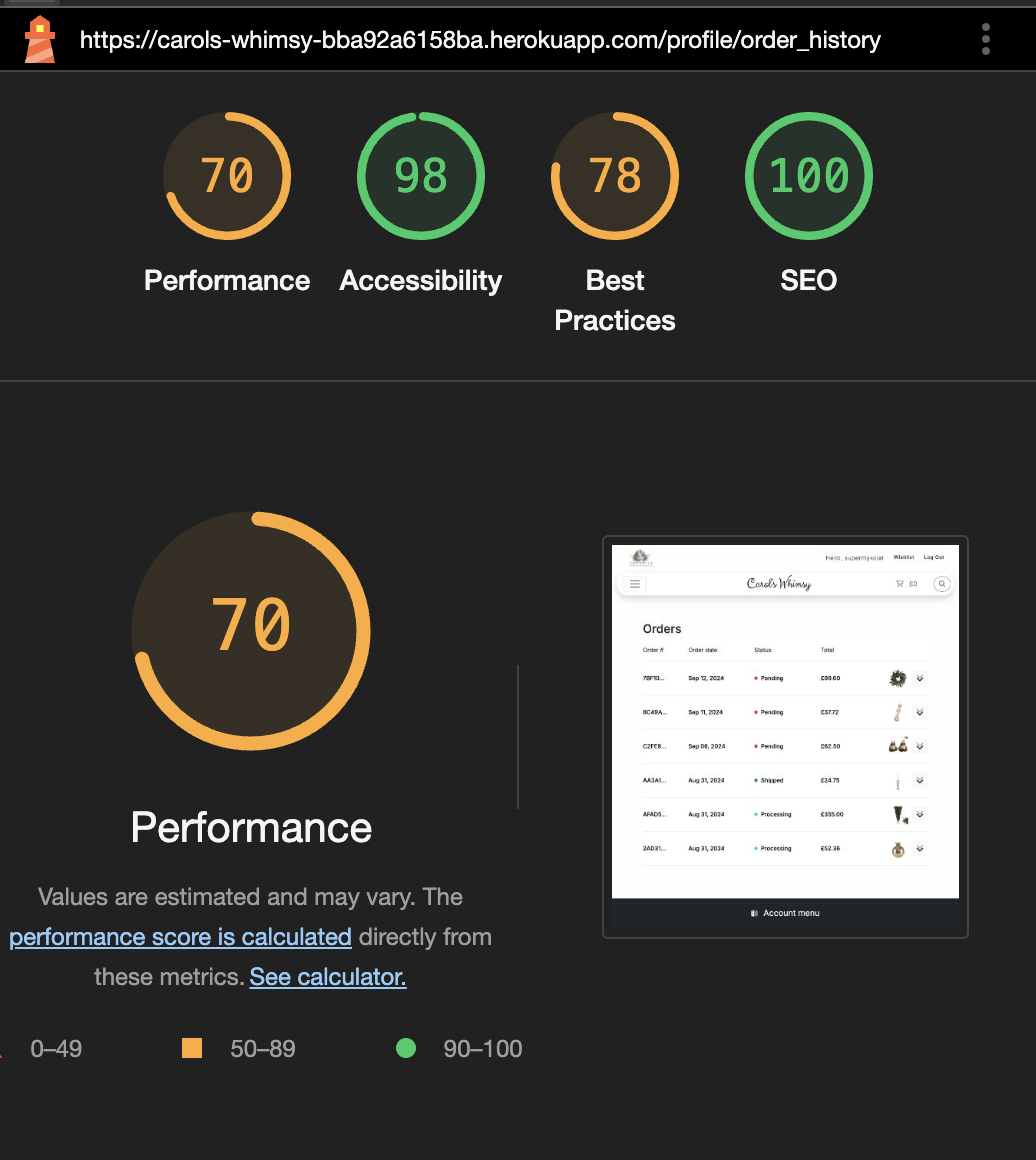 https://carols-whimsy-bba92a6158ba.herokuapp.com/profile/order_history
70 98 78 100
Performance Accessibility Best Practices SEO
70
Performance
Values are estimated and may vary. The
performance score is calculated directly from
these metrics. See calculator.
0–49 50–89 90–100
Hello, supermykola! Wishlist Log Out
Carol's Whimsy £0
Orders
Order # Order date Status Total
7BF10... Sep 12, 2024 Pending £99.60
8C49A... Sep 11, 2024 Pending £37.72
C2FE9... Sep 06, 2024 Pending £62.50
AA3A1... Aug 31, 2024 Shipped £24.75
AFAD5... Aug 31, 2024 Processing £355.00
2AD31... Aug 31, 2024 Processing £52.36
Account menu